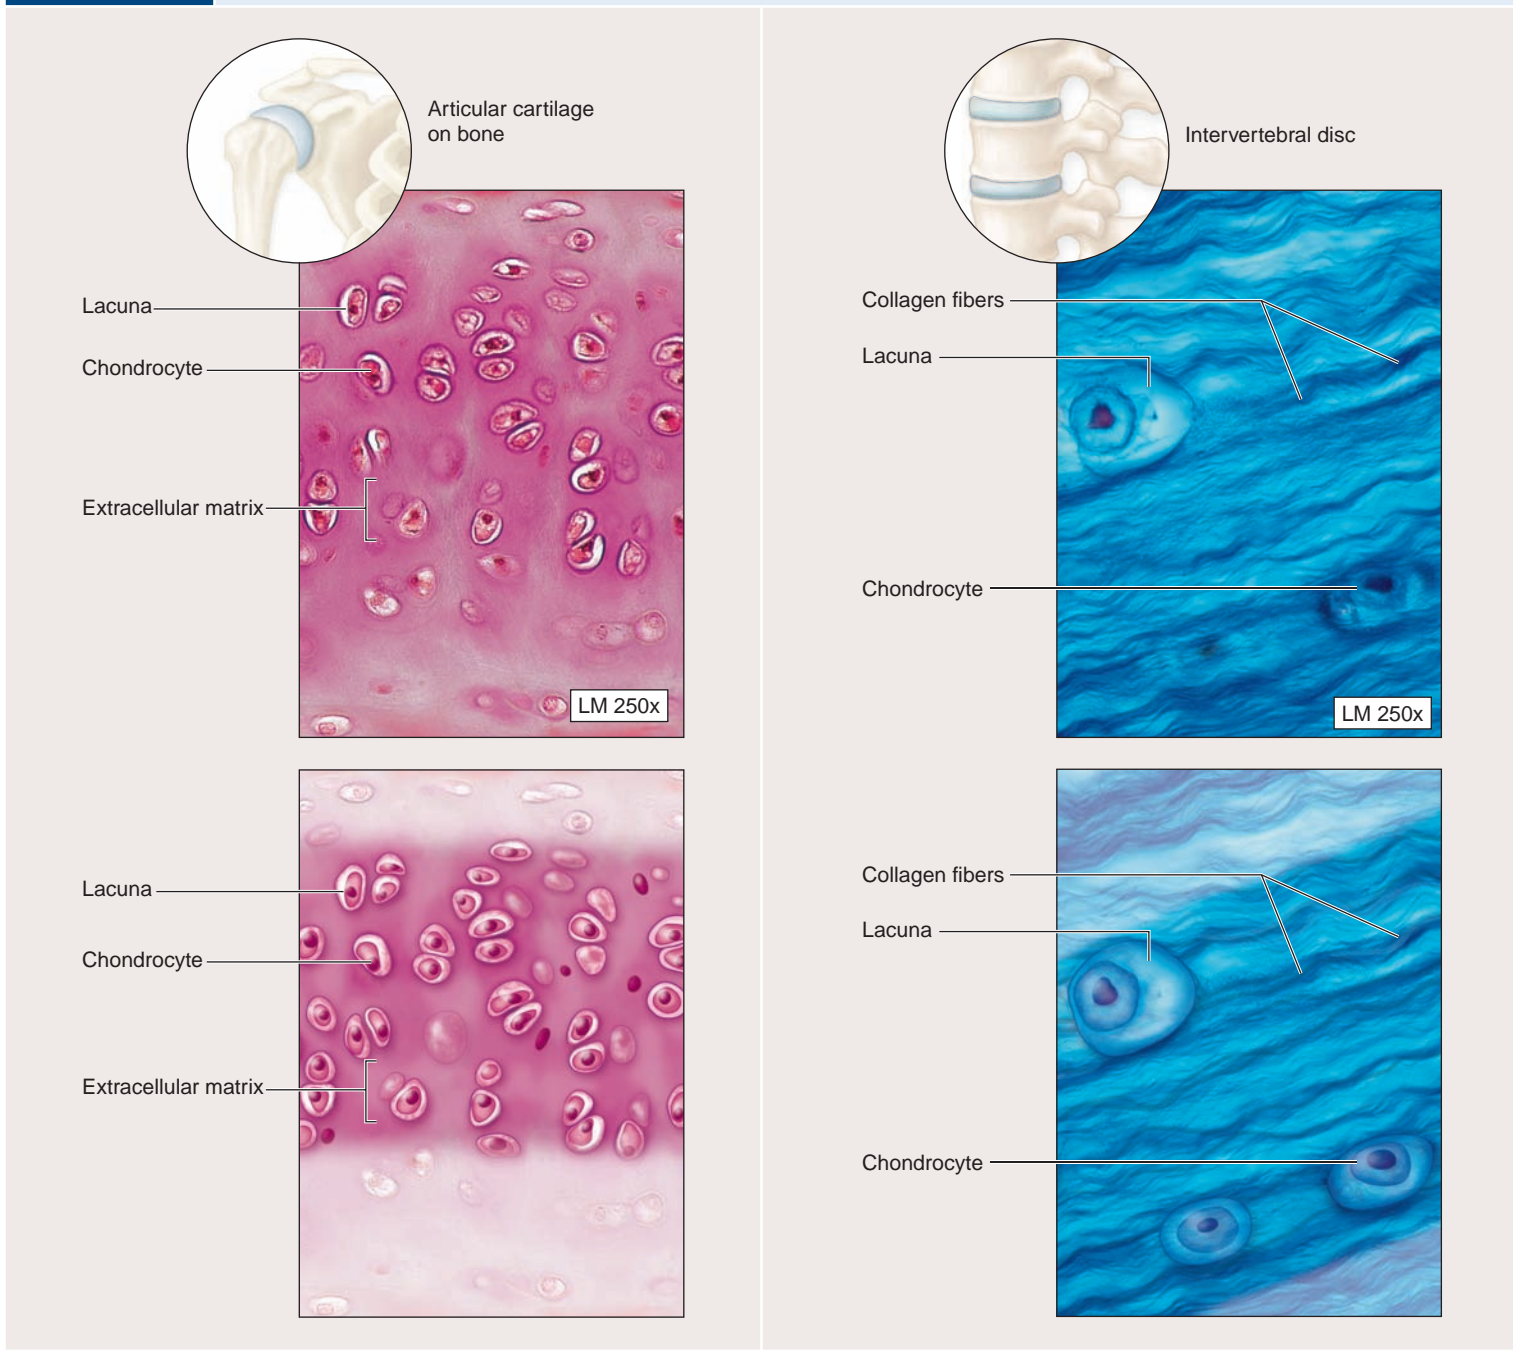 Articular cartilage
on bone
Lacuna
Chondrocyte
Extracellular matrix
LM 250x
Lacuna
Chondrocyte
Extracellular matrix
Intervertebral disc
Collagen fibers
Lacuna
Chondrocyte
LM 250x
Collagen fibers
Lacuna
Chondrocyte